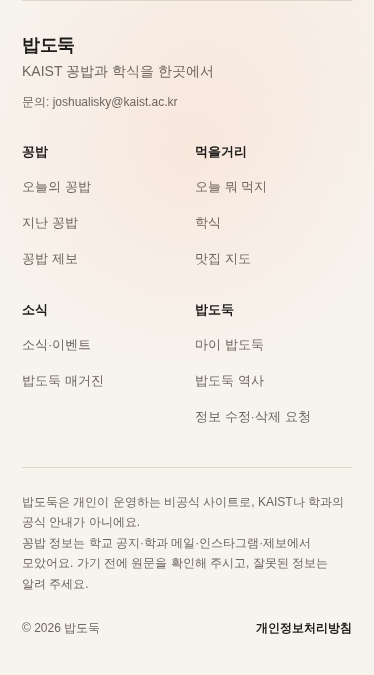 밥도둑
KAIST 꽁밥과 학식을 한곳에서
문의: joshualisky@kaist.ac.kr
꽁밥
오늘의 꽁밥
지난 꽁밥
꽁밥 제보
먹을거리
오늘 뭐 먹지
학식
맛집 지도
소식
소식·이벤트
밥도둑 매거진
밥도둑
마이 밥도둑
밥도둑 역사
정보 수정·삭제 요청
밥도둑은 개인이 운영하는 비공식 사이트로, KAIST나 학과의
공식 안내가 아니에요.
꽁밥 정보는 학교 공지·학과 메일·인스타그램·제보에서
모았어요. 가기 전에 원문을 확인해 주시고, 잘못된 정보는
알려 주세요.
© 2026 밥도둑
개인정보처리방침